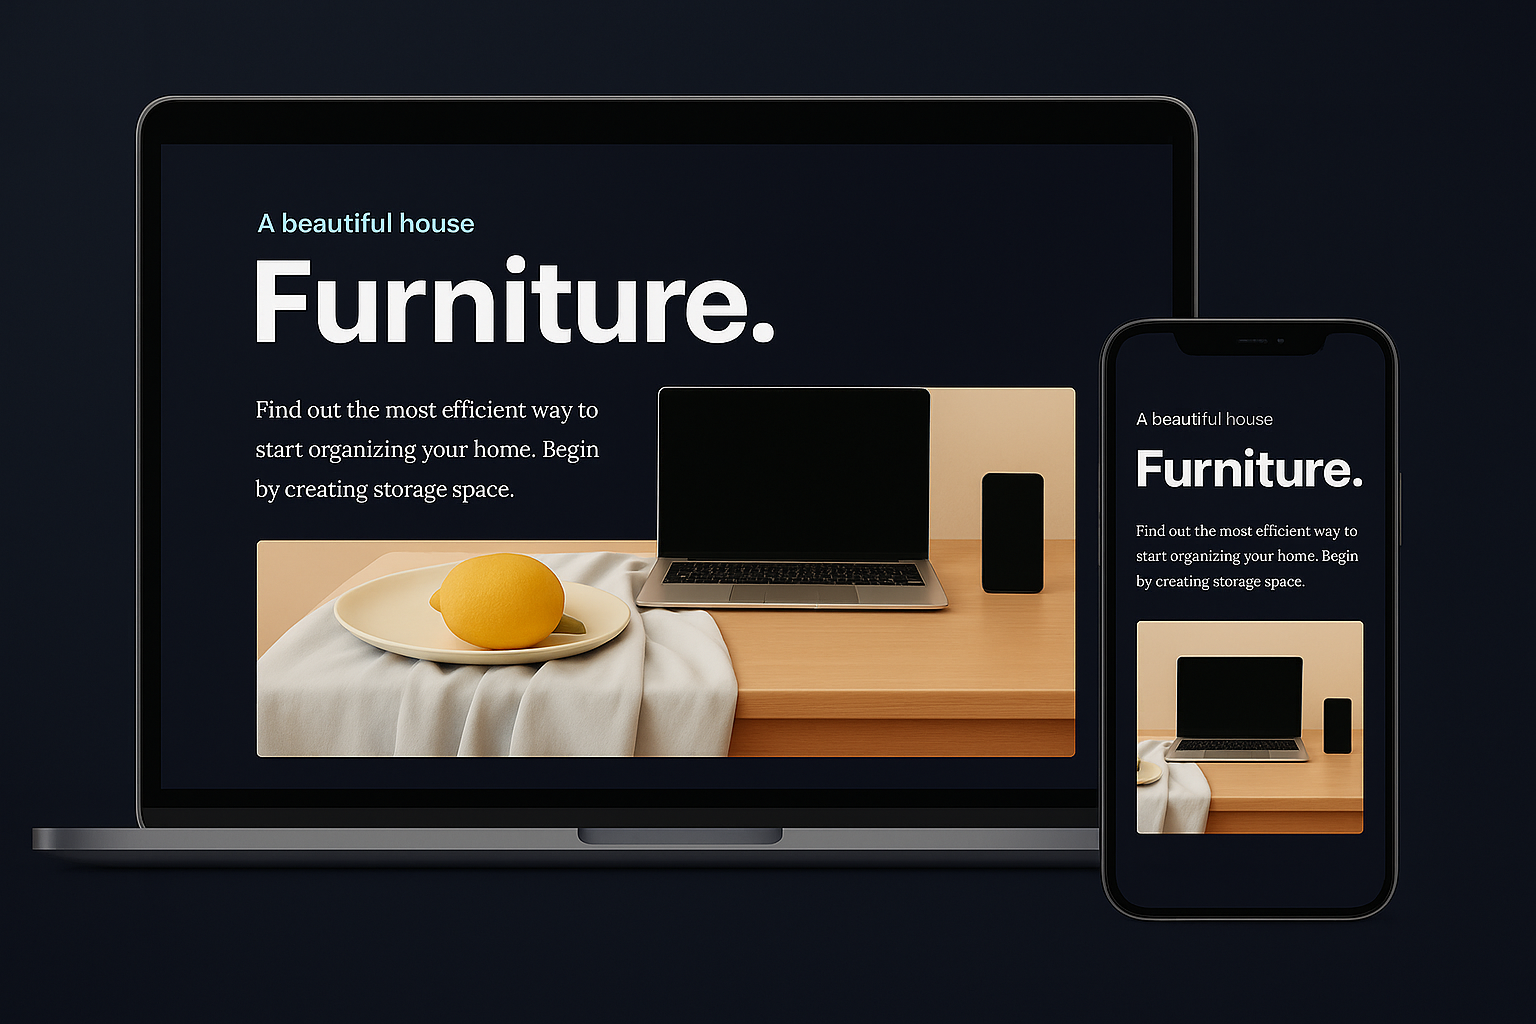 A beautiful house
Furniture.
Find out the most efficient way to
start organizing your home. Begin
by creating storage space.
A beautiful house
Furniture.
Find out the most efficient way to
start organizing your home. Begin
by creating storage space.